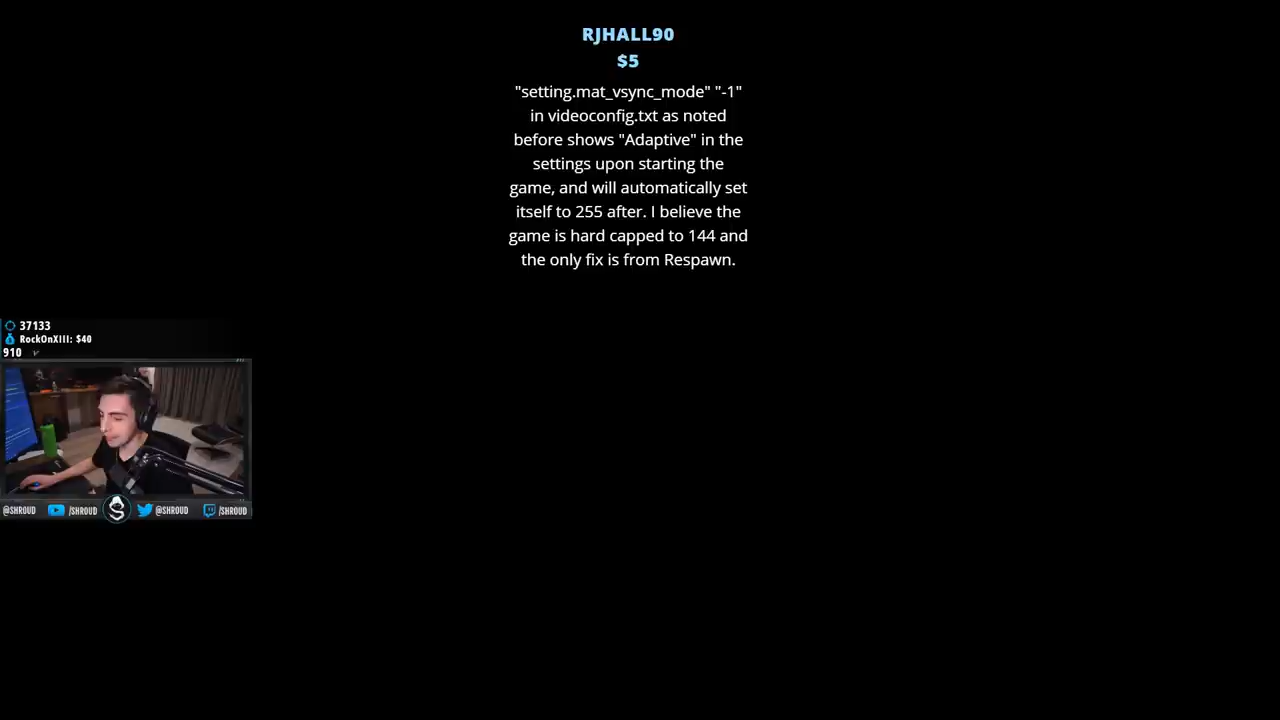 RJHALL90
$5
"setting.mat_vsync_mode" "-1"
in videoconfig.txt as noted
before shows "Adaptive" in the
settings upon starting the
game, and will automatically set
itself to 255 after. I believe the
game is hard capped to 144 and
the only fix is from Respawn.
37133
RockOnXIII: $40
910
@SHROUD /SHROUD @SHROUD /SHROUD